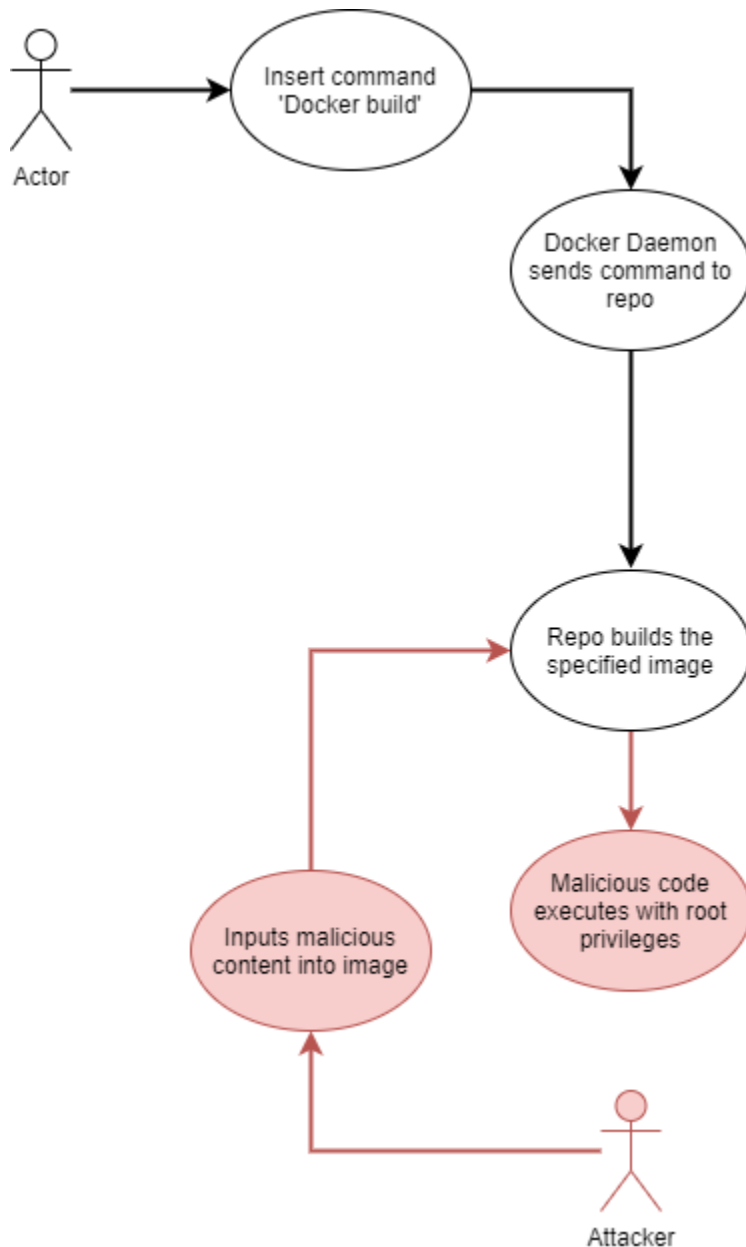 Insert command
'Docker build'
Actor
Docker Daemon
sends command to
repo
Repo builds the
specified image
Malicious code
executes with root
privileges
Inputs malicious
content into image
Attacker